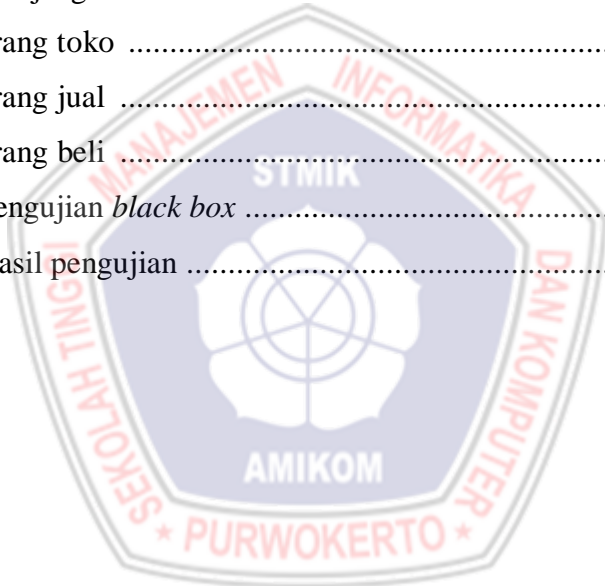 rang toko ............................................................
rang jual .............................................................
rang beli .............................................................
engujian black box .............................................
asil pengujian .....................................................
SEKOLAH TINGGI MANAJEMEN INFORMATIKA DAN KOMPUTER
STMIK
AMIKOM
* PURWOKERTO *